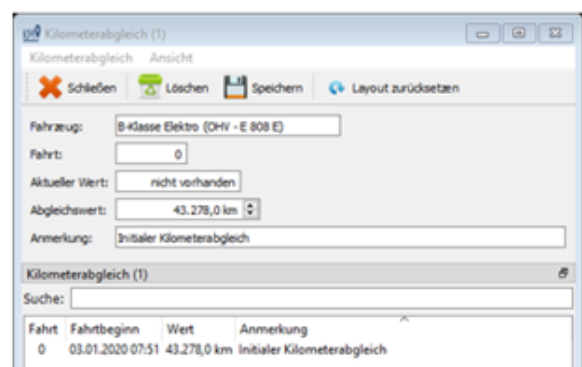 Kilometerabgleich (1)
Kilometerabgleich Ansicht
Schließen Löschen Speichern Layout zurücksetzen
Fahrzeug: B-Klasse Elektro (OHV - E 808 E)
Fahrt: 0
Aktueller Wert: nicht vorhanden
Abgleichswert: 43.278,0 km
Anmerkung: Initialer Kilometerabgleich
Kilometerabgleich (1)
Suche:
Fahrt Fahrtbeginn Wert Anmerkung
0 03.01.2020 07:51 43.278,0 km Initialer Kilometerabgleich